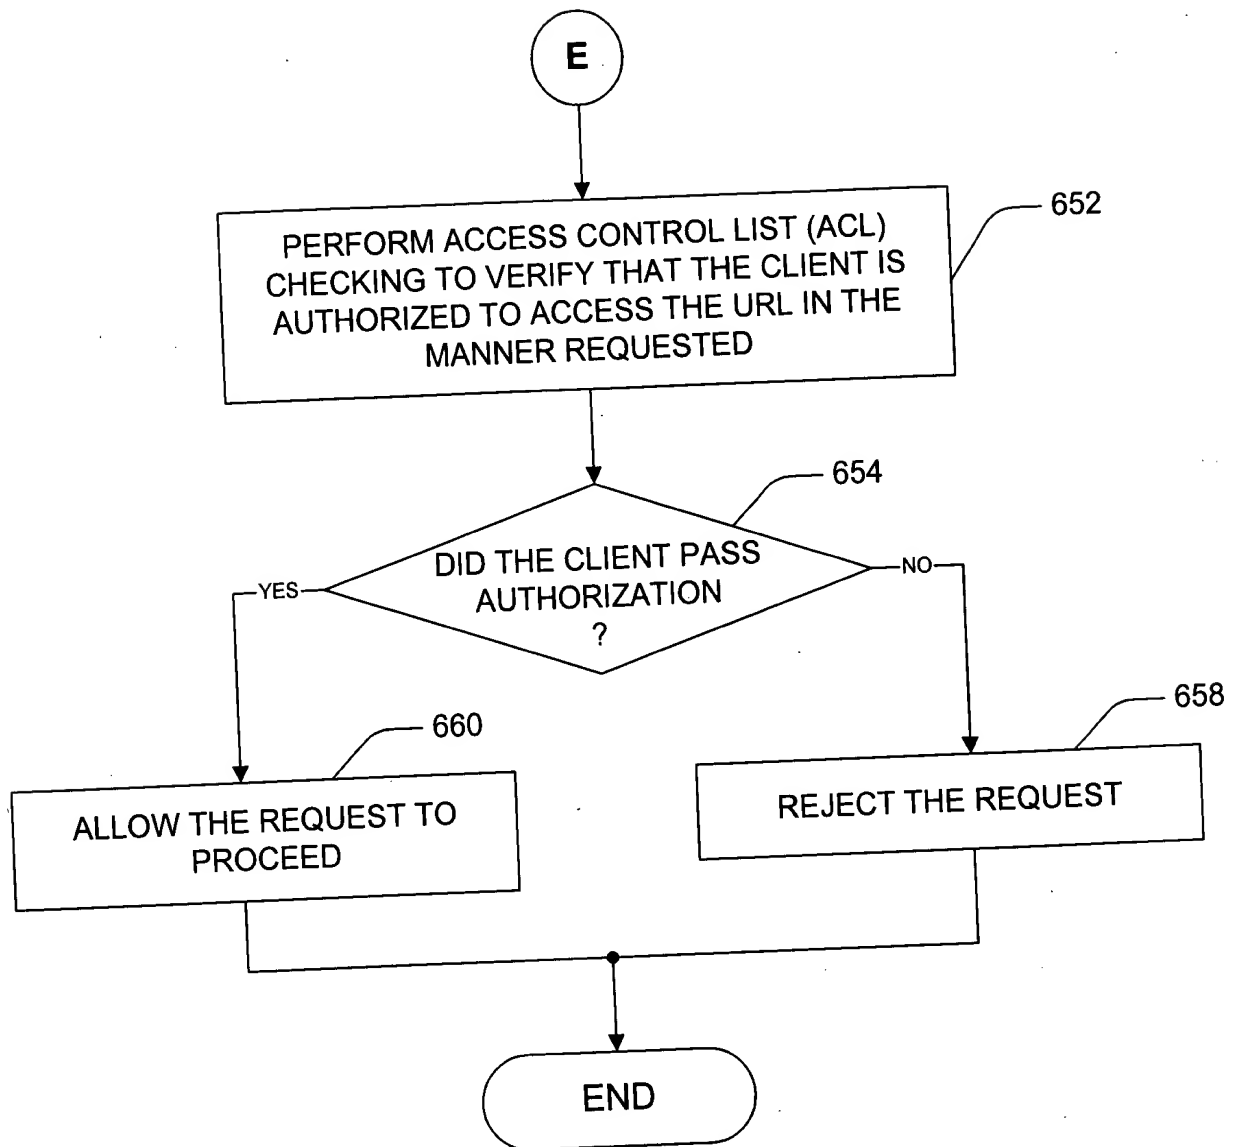 E
PERFORM ACCESS CONTROL LIST (ACL)
CHECKING TO VERIFY THAT THE CLIENT IS
AUTHORIZED TO ACCESS THE URL IN THE
MANNER REQUESTED
652
654
DID THE CLIENT PASS
AUTHORIZATION
?
YES
NO
660
ALLOW THE REQUEST TO
PROCEED
658
REJECT THE REQUEST
END